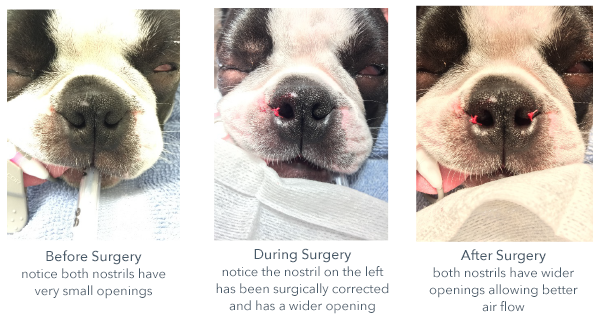 Before Surgery
notice both nostrils have
very small openings
During Surgery
notice the nostril on the left
has been surgically corrected
and has a wider opening
After Surgery
both nostrils have wider
openings allowing better
air flow